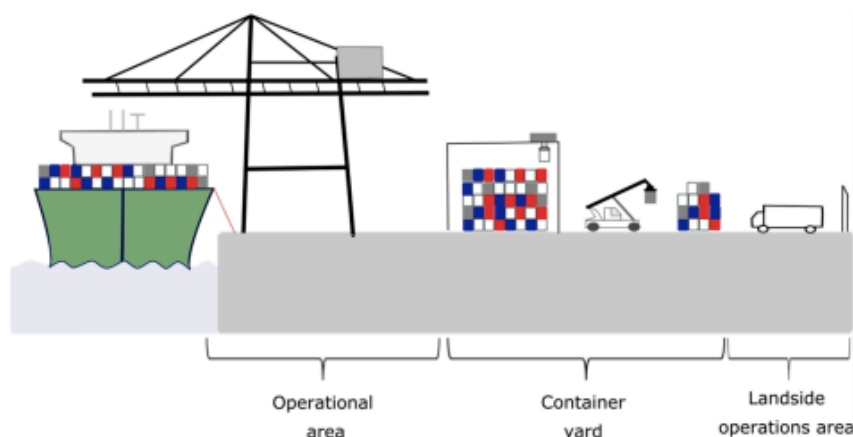 Operational
area
Container
yard
Landside
operations area